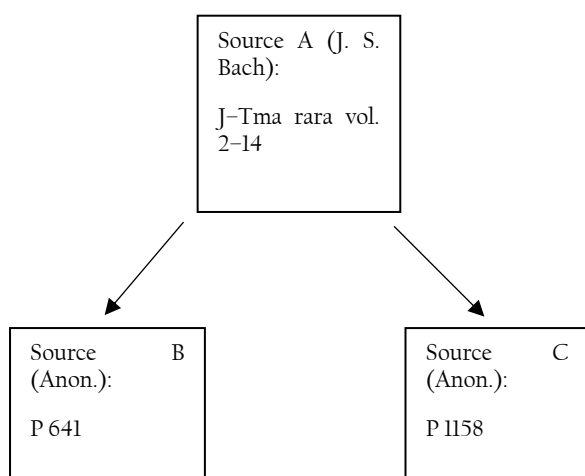 Source A (J. S.
Bach):
J–Tma rara vol.
2–14
Source B
(Anon.):
P 641
Source C
(Anon.):
P 1158